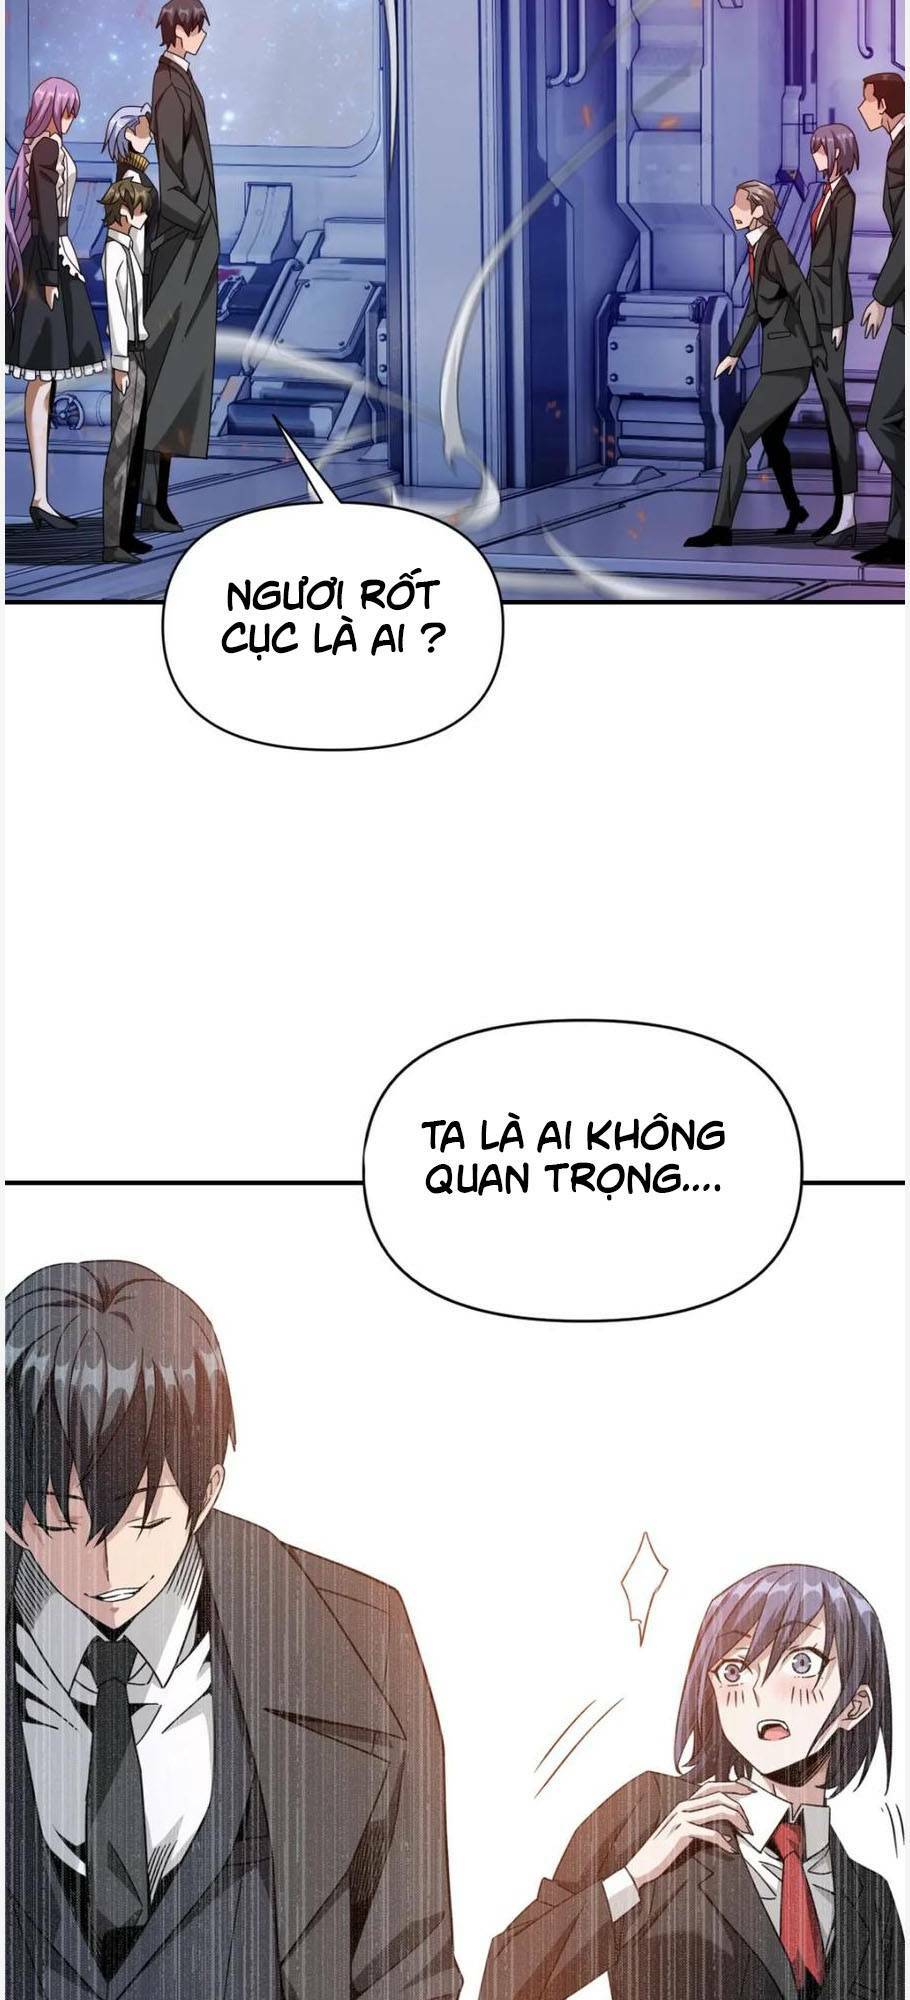 NGƯƠI RỐT
CỤC LÀ AI ?
TA LÀ AI KHÔNG
QUAN TRỌNG....